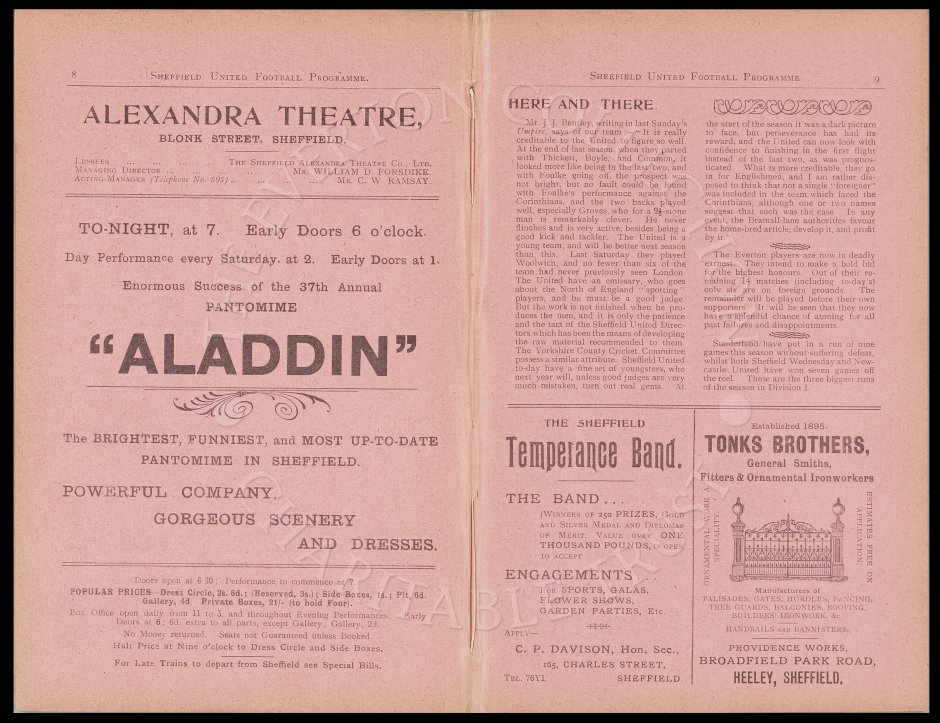 8 SHEFFIELD UNITED FOOTBALL PROGRAMME.
ALEXANDRA THEATRE,
BLONK STREET, SHEFFIELD.
LESSEES ... ... ... ... THE SHEFFIELD ALEXANDRA THEATRE CO., LTD.
MANAGING DIRECTOR ... ... ... ... MR. WILLIAM D. FORSDIKE.
ACTING-MANAGER (Telephone No. 595) ... ... ... ... MR. C. W. RAMSAY.
TO-NIGHT, at 7. Early Doors 6 o'clock.
Day Performance every Saturday, at 2. Early Doors at 1.
Enormous Success of the 37th Annual
PANTOMIME
"ALADDIN"
The BRIGHTEST, FUNNIEST, and MOST UP-TO-DATE
PANTOMIME IN SHEFFIELD.
POWERFUL COMPANY,
GORGEOUS SCENERY
AND DRESSES.
Doors open at 6 30. Performance to commence at 7.
POPULAR PRICES—Dress Circle, 2s. 6d.; (Reserved, 3s.); Side Boxes, 1s.; Pit, 6d.
Gallery, 4d. Private Boxes, 21/- (to hold Four).
Box Office open daily from 11 to 3, and throughout Evening Performances. Early
Doors at 6; 6d. extra to all parts, except Gallery, Gallery, 2d.
No Money returned. Seats not Guaranteed unless Booked.
Half Price at Nine o'clock to Dress Circle and Side Boxes.
For Late Trains to depart from Sheffield see Special Bills.
SHEFFIELD UNITED FOOTBALL PROGRAMME. 9
HERE AND THERE
Mr. J. J. Bentley, writing in last Sunday's
Umpire, says of our team:—"It is really
creditable to the United to figure so well.
At the end of last season, when they parted
with Thickett, Boyle, and Common, it
looked more like being in the last two, and
with Foulke going off, the prospect was
not bright, but no fault could be found
with Foulke's performance against the
Corinthians, and the two backs played
well, especially Groves, who for a 9½-stone
man is remarkably clever. He never
flinches and is very active, besides being a
good kick and tackler. The United is a
young team, and will be better next season
than this. Last Saturday they played
Woolwich, and no fewer than six of the
team had never previously seen London.
The United have an emissary, who goes
about the North of England "spotting"
players, and he must be a good judge.
But the work is not finished when he pro-
duces the men, and it is only the patience
and the tact of the Sheffield United Direc-
tors which has been the means of developing
the raw material recommended to them.
The Yorkshire County Cricket Committee
possess a similar attribute. Sheffield United
to-day have a fine set of youngsters, who
next year will, unless good judges are very
much mistaken, turn out real gems. At
the start of the season it was a dark picture
to face, but perseverance has had its
reward, and the United can now look with
confidence to finishing in the first flight
instead of the last two, as was prognos-
ticated. What is more creditable, they go
in for Englishmen, and I am rather dis-
posed to think that not a single "foreigner"
was included in the team which faced the
Corinthians, although one or two names
suggest that such was the case. In any
event, the Bramall-lane authorities favour
the home-bred article, develop it, and profit
by it."
The Everton players are now in deadly
earnest. They intend to make a bold bid
for the highest honours. Out of their re-
maining 14 matches (including to-day's)
only six are on foreign grounds. The
remainder will be played before their own
supporters. It will be seen that they now
have a splendid chance of atoning for all
past failures and disappointments.
Sunderland have put in a run of nine
games this season without suffering defeat,
whilst both Sheffield Wednesday and New-
castle United have won seven games off
the reel. These are the three biggest runs
of the season in Division I.
THE SHEFFIELD
Temperance Band.
THE BAND...
(WINNERS OF 250 PRIZES, GOLD
AND SILVER MEDAL AND DIPLOMAS
OF MERIT, VALUE OVER ONE
THOUSAND POUNDS, IS OPEN
TO ACCEPT
ENGAGEMENTS...
FOR SPORTS, GALAS,
FLOWER SHOWS,
GARDEN PARTIES, ETC.
APPLY—
C. P. DAVISON, Hon. Sec.,
165, CHARLES STREET,
TEL. 76Y1. SHEFFIELD
Established 1895.
TONKS BROTHERS,
General Smiths,
Fitters & Ornamental Ironworkers
ORNAMENTAL WORK A
SPECIALITY.
ESTIMATES FREE ON
APPLICATION.
Manufacturers of
PALISADES, GATES, HURDLES, FENCING,
TREE GUARDS, BALCONIES, ROOFING,
BUILDERS' IRONWORK, &c.
HANDRAILS AND BANNISTERS.
PROVIDENCE WORKS,
BROADFIELD PARK ROAD,
HEELEY, SHEFFIELD.
THE EVERTON COLLECTION
CHARITABLE TRUST